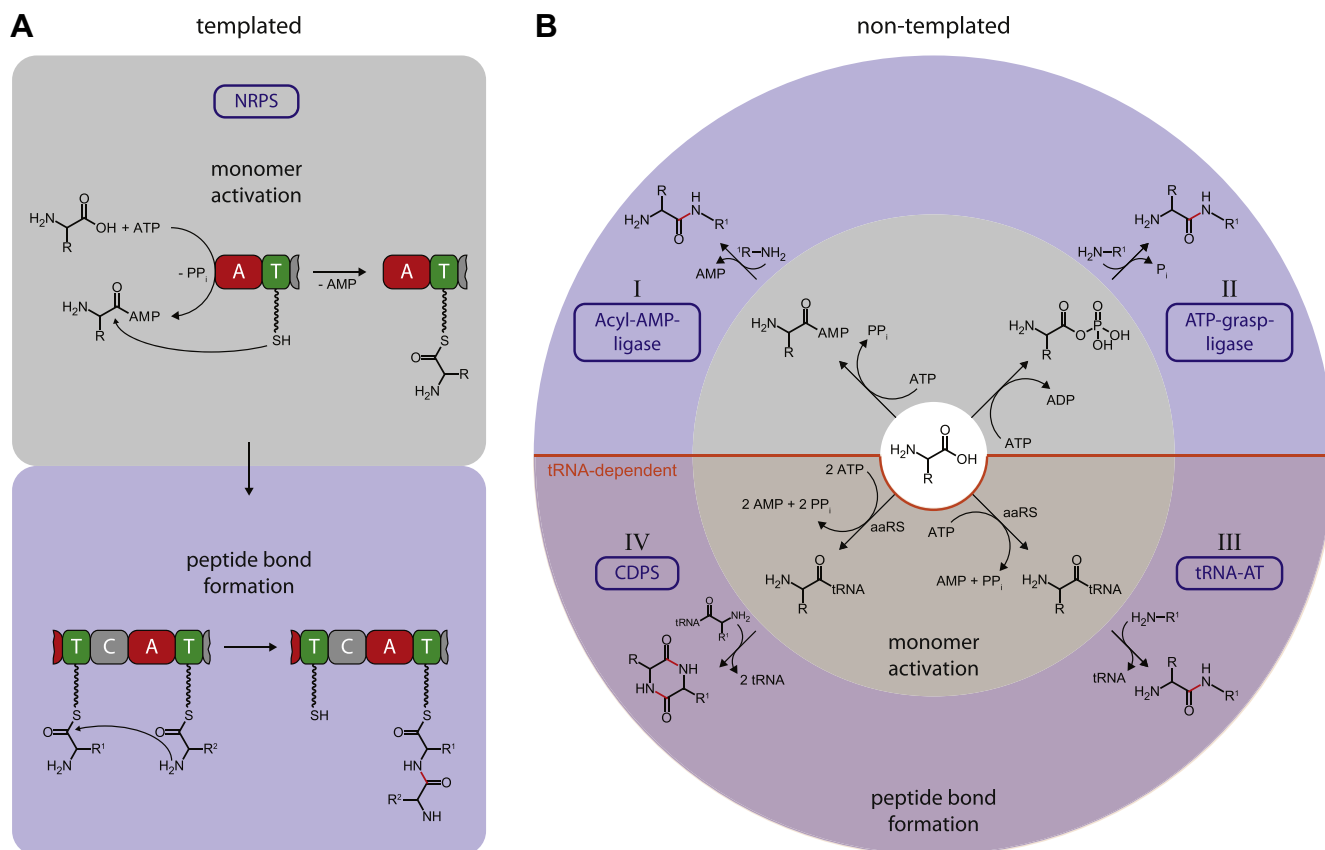 A
templated
NRPS
monomer
activation
O
H₂N
OH + ATP
R
- PPᵢ
A T
- AMP
A T
O
H₂N
AMP
R
SH
S
O
R
H₂N
peptide bond
formation
T C A T
T C A T
S
S
SH
S
O
R¹
H₂N
O
R²
H₂N
O
R¹
HN
O
R²
NH
B
non-templated
R
H
N
H₂N
R¹
O
¹R–NH₂
AMP
I
Acyl-AMP-
ligase
R
H
N
H₂N
R¹
O
H₂N–R¹
Pᵢ
II
ATP-grasp-
ligase
O
H₂N
AMP
R
PPᵢ
ATP
O
O
H₂N
O
P
OH
OH
R
ADP
ATP
O
H₂N
OH
R
tRNA-dependent
2 ATP
2 AMP + 2 PPᵢ
aaRS
ATP
aaRS
AMP + PPᵢ
O
H₂N
tRNA
R
O
H₂N
tRNA
R
monomer
activation
IV
CDPS
O
NH₂
tRNA
R¹
2 tRNA
O
R
NH
HN
R¹
O
III
tRNA-AT
H₂N–R¹
tRNA
R
H
N
H₂N
R¹
O
peptide bond
formation